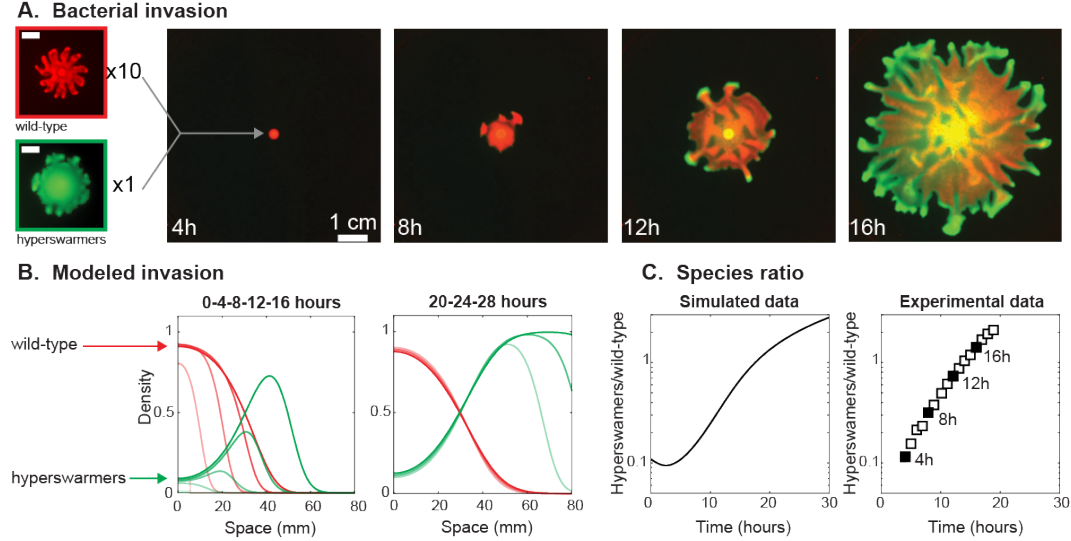 A. Bacterial invasion
x10
wild-type
x1
hyperswarmers
4h
1 cm
8h
12h
16h
B. Modeled invasion
C. Species ratio
0-4-8-12-16 hours
20-24-28 hours
Simulated data
Experimental data
wild-type
hyperswarmers
Density
1
0.5
0
0 20 40 60 80
Space (mm)
1
0.5
0
0 20 40 60 80
Space (mm)
Hyperswamers/wild-type
1
0.1
0 10 20 30
Time (hours)
Hyperswamers/wild-type
1
0.1
16h
12h
8h
4h
0 10 20 30
Time (hours)